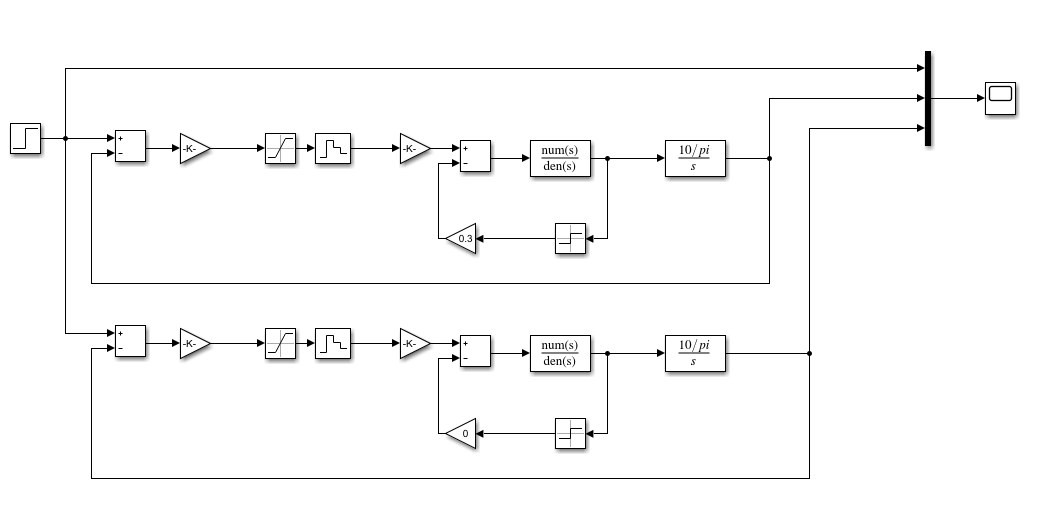 +
−
-K-
-K-
+
−
num(s)
den(s)
10/pi
s
0.3
+
−
-K-
-K-
+
−
num(s)
den(s)
10/pi
s
0